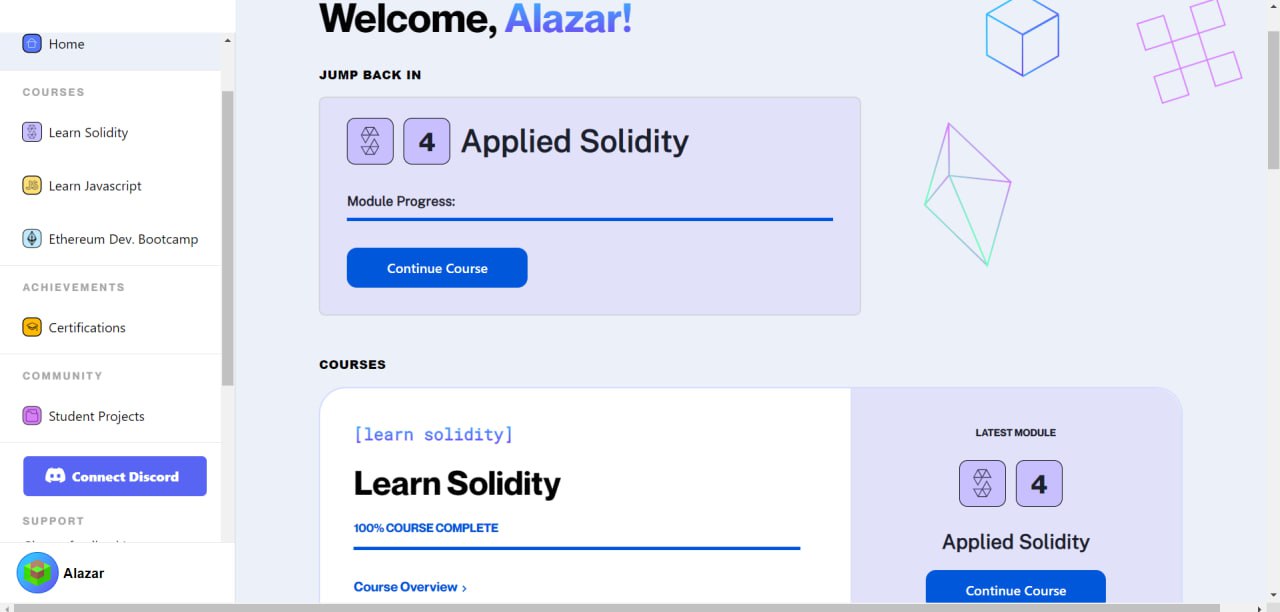 Home
COURSES
Learn Solidity
JS
Learn Javascript
Ethereum Dev. Bootcamp
ACHIEVEMENTS
Certifications
COMMUNITY
Student Projects
Connect Discord
SUPPORT
Alazar
Welcome, Alazar!
JUMP BACK IN
4
Applied Solidity
Module Progress:
Continue Course
COURSES
[learn solidity]
Learn Solidity
100% COURSE COMPLETE
Course Overview ›
LATEST MODULE
4
Applied Solidity
Continue Course